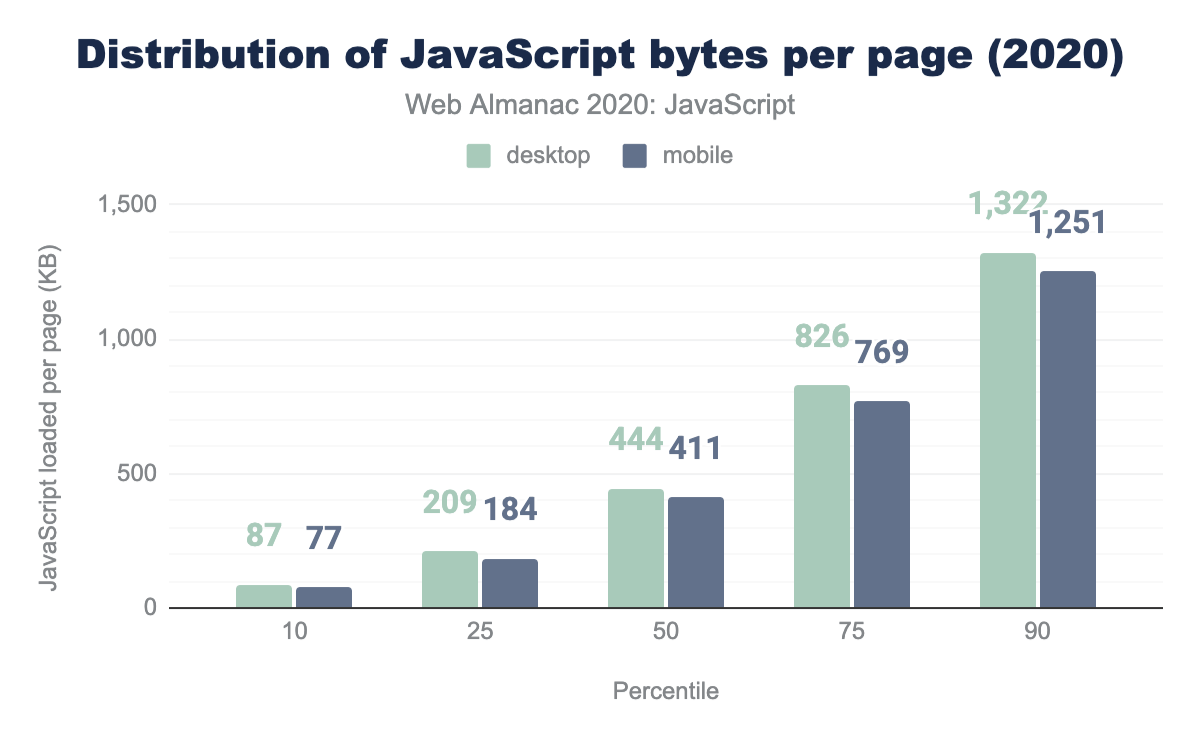 Distribution of JavaScript bytes per page (2020)
Web Almanac 2020: JavaScript
desktop mobile
JavaScript loaded per page (KB)
1,500
1,000
500
0
87 77
209 184
444 411
826 769
1,322 1,251
10 25 50 75 90
Percentile